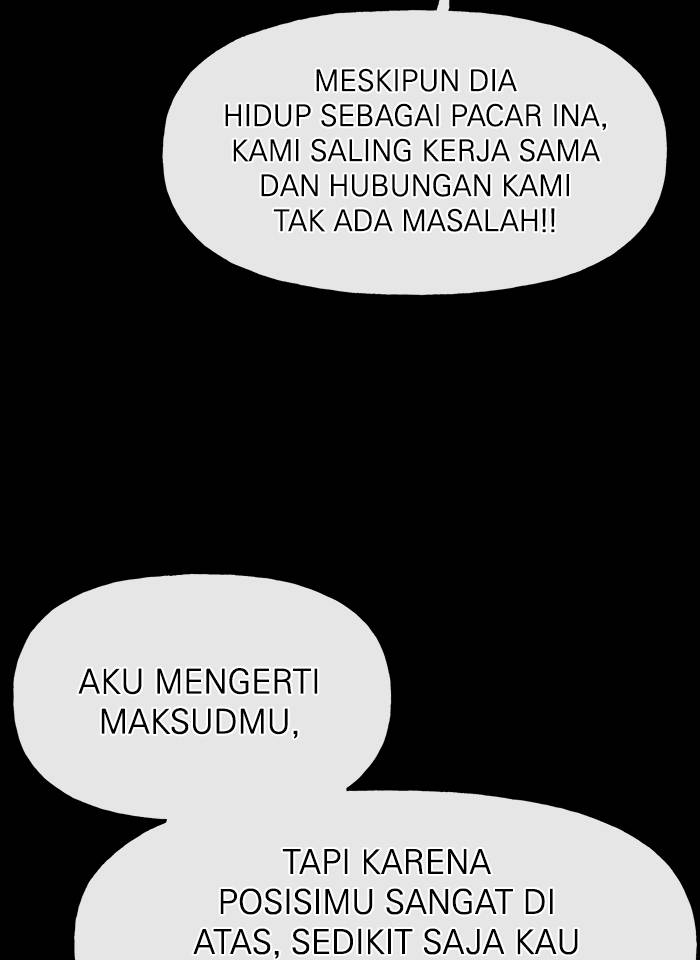 MESKIPUN DIA
HIDUP SEBAGAI PACAR INA,
KAMI SALING KERJA SAMA
DAN HUBUNGAN KAMI
TAK ADA MASALAH!!
AKU MENGERTI
MAKSUDMU,
TAPI KARENA
POSISIMU SANGAT DI
ATAS, SEDIKIT SAJA KAU